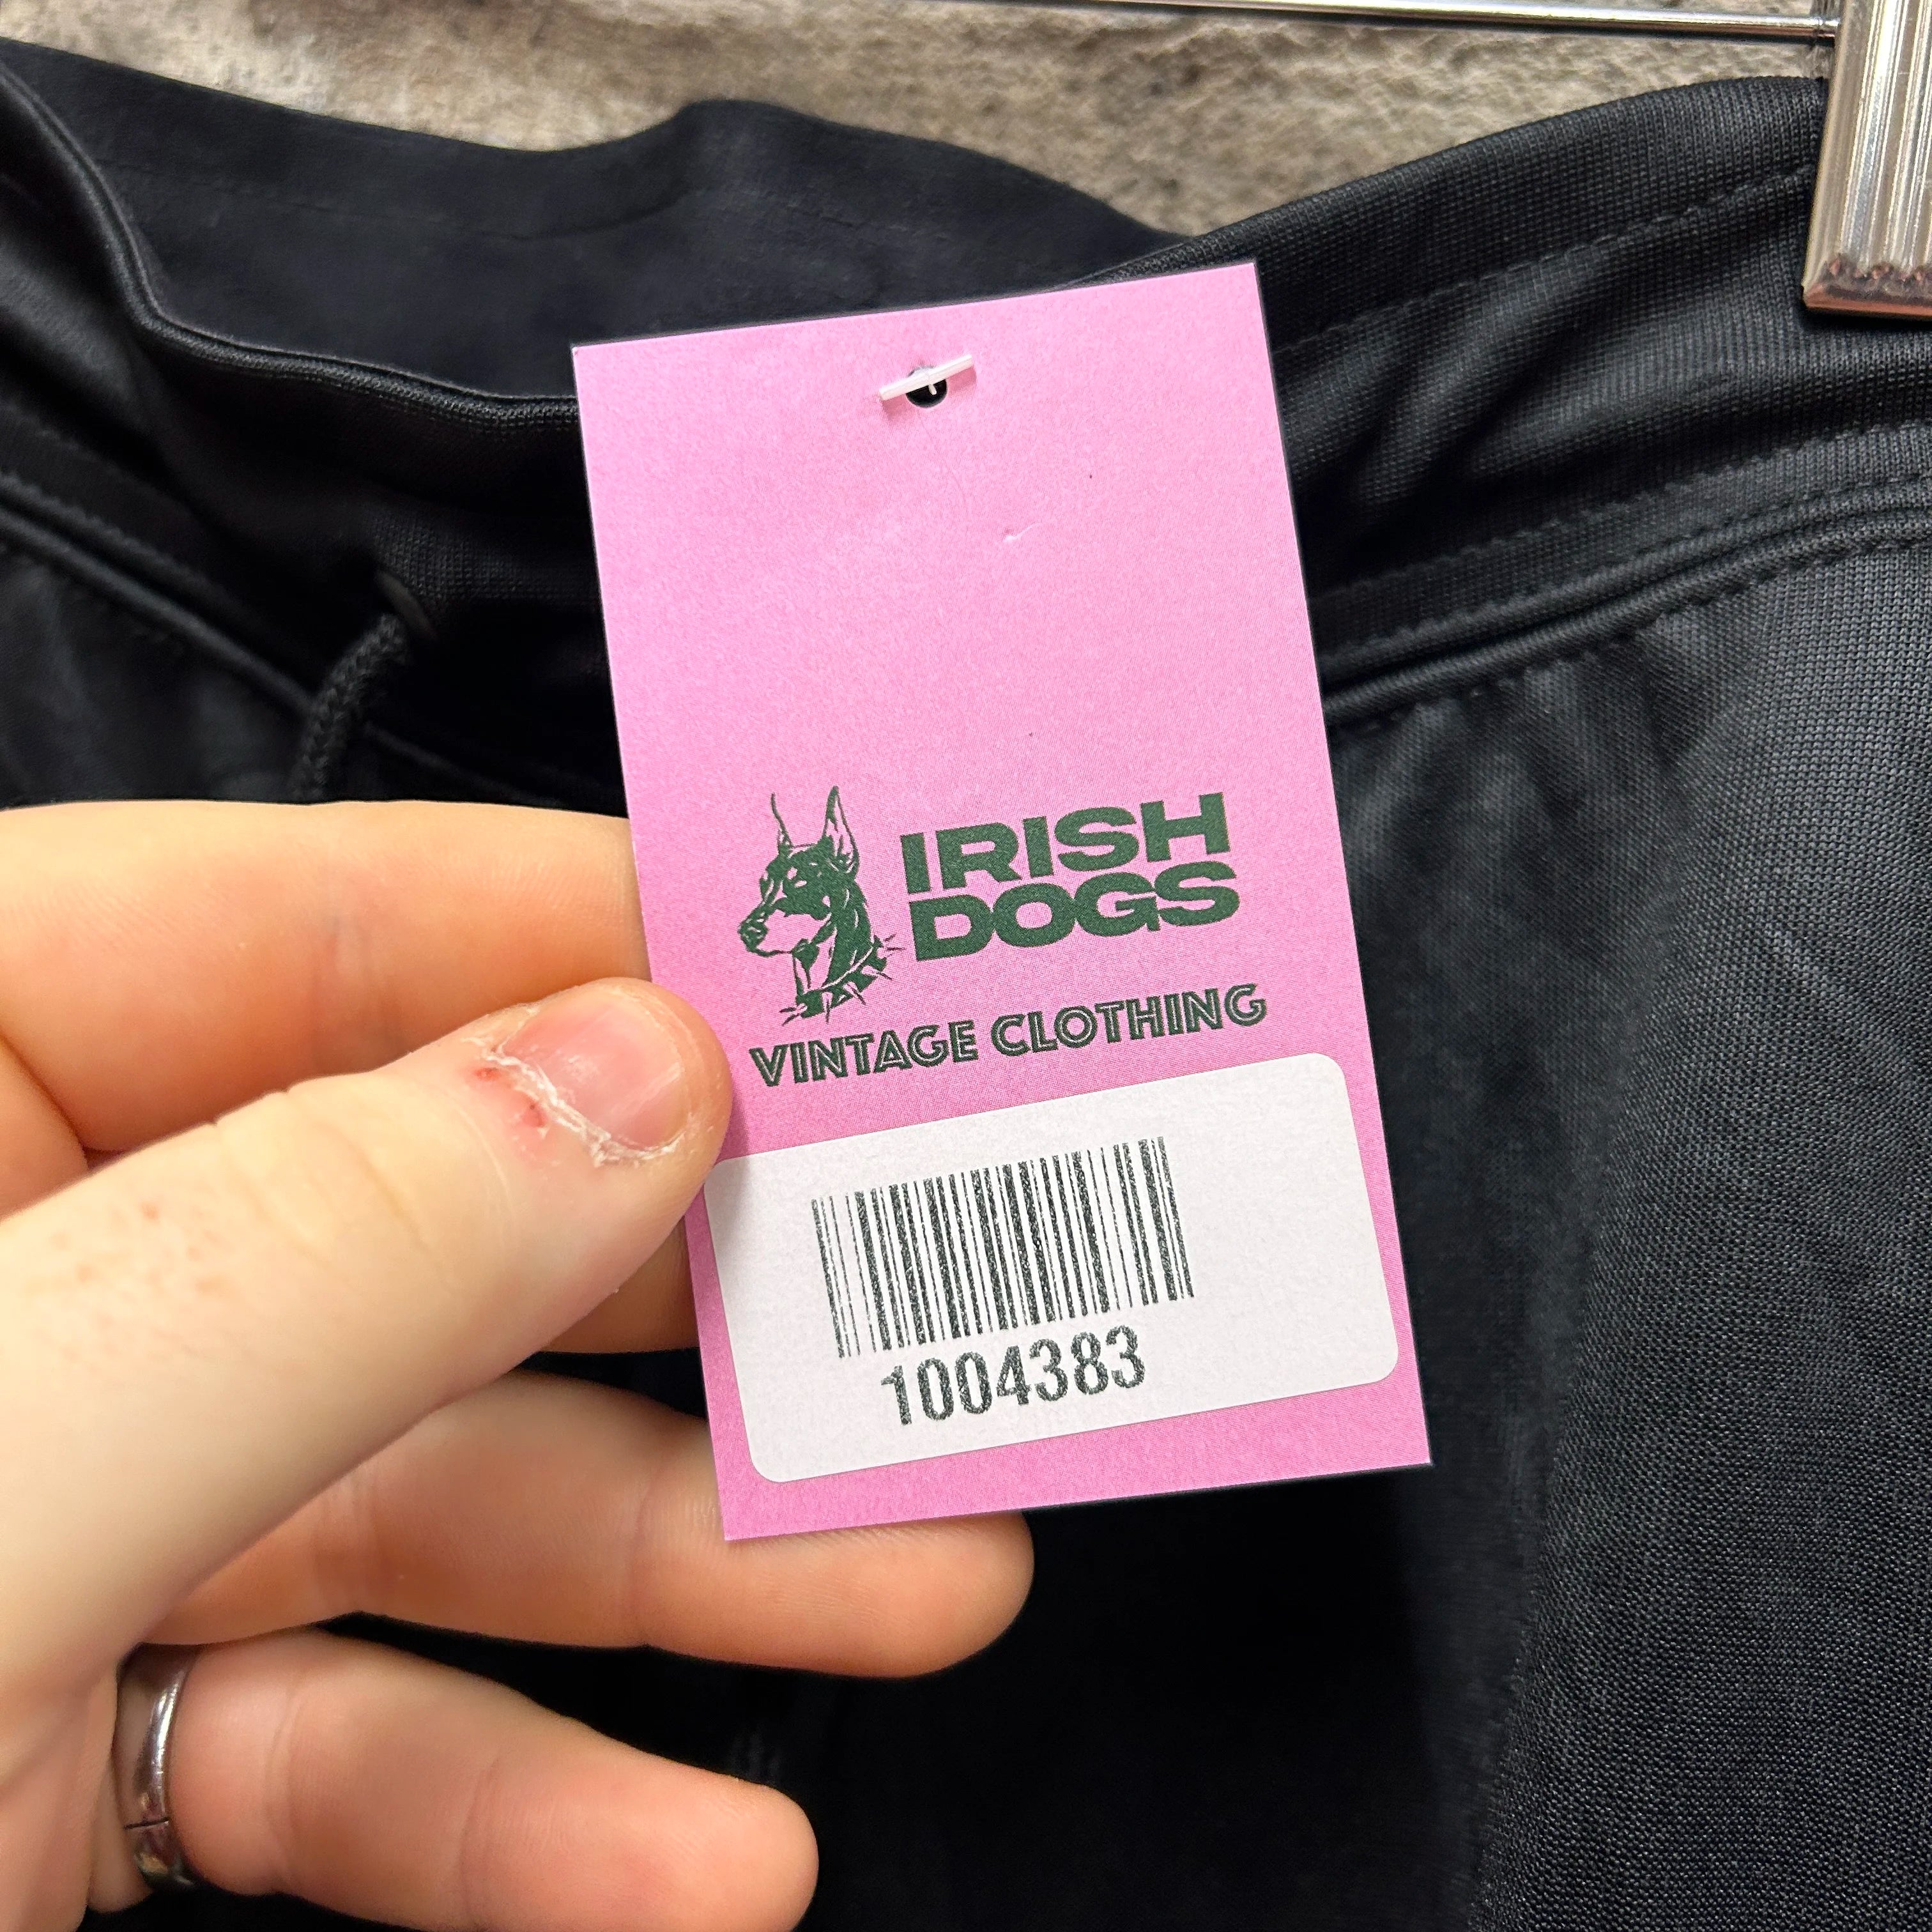 IRISH
DOGS
VINTAGE CLOTHING
1004383